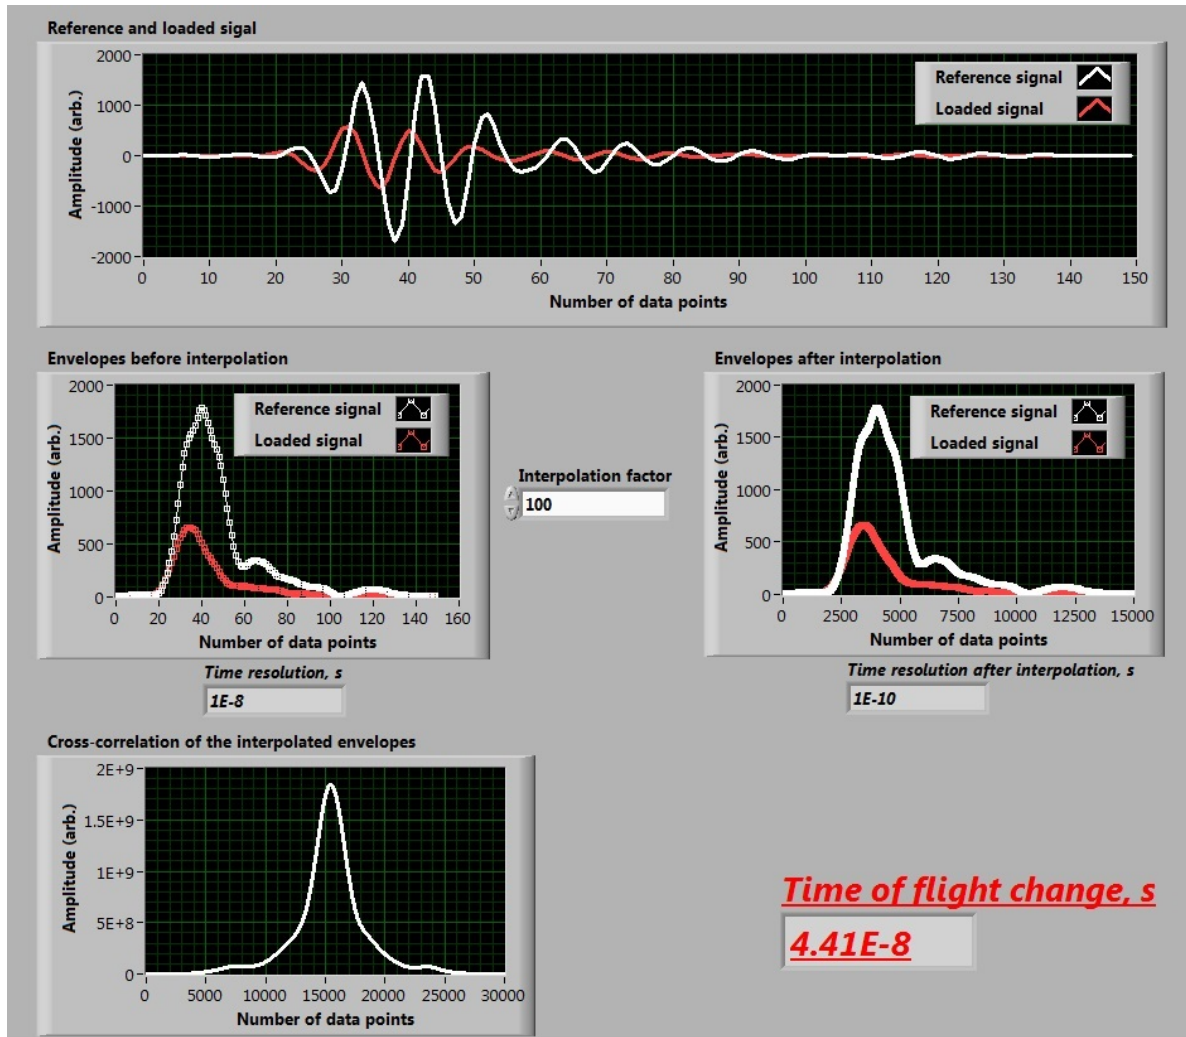 Reference and loaded sigal
Amplitude (arb.)
2000
1000
0
-1000
-2000
Reference signal
Loaded signal
0 10 20 30 40 50 60 70 80 90 100 110 120 130 140 150
Number of data points
Envelopes before interpolation
Amplitude (arb.)
2000
1500
1000
500
0
Reference signal
Loaded signal
0 20 40 60 80 100 120 140 160
Number of data points
Time resolution, s
1E-8
Interpolation factor
100
Envelopes after interpolation
Amplitude (arb.)
2000
1500
1000
500
0
Reference signal
Loaded signal
0 2500 5000 7500 10000 12500 15000
Number of data points
Time resolution after interpolation, s
1E-10
Cross-correlation of the interpolated envelopes
Amplitude (arb.)
2E+9
1.5E+9
1E+9
5E+8
0
0 5000 10000 15000 20000 25000 30000
Number of data points
Time of flight change, s
4.41E-8